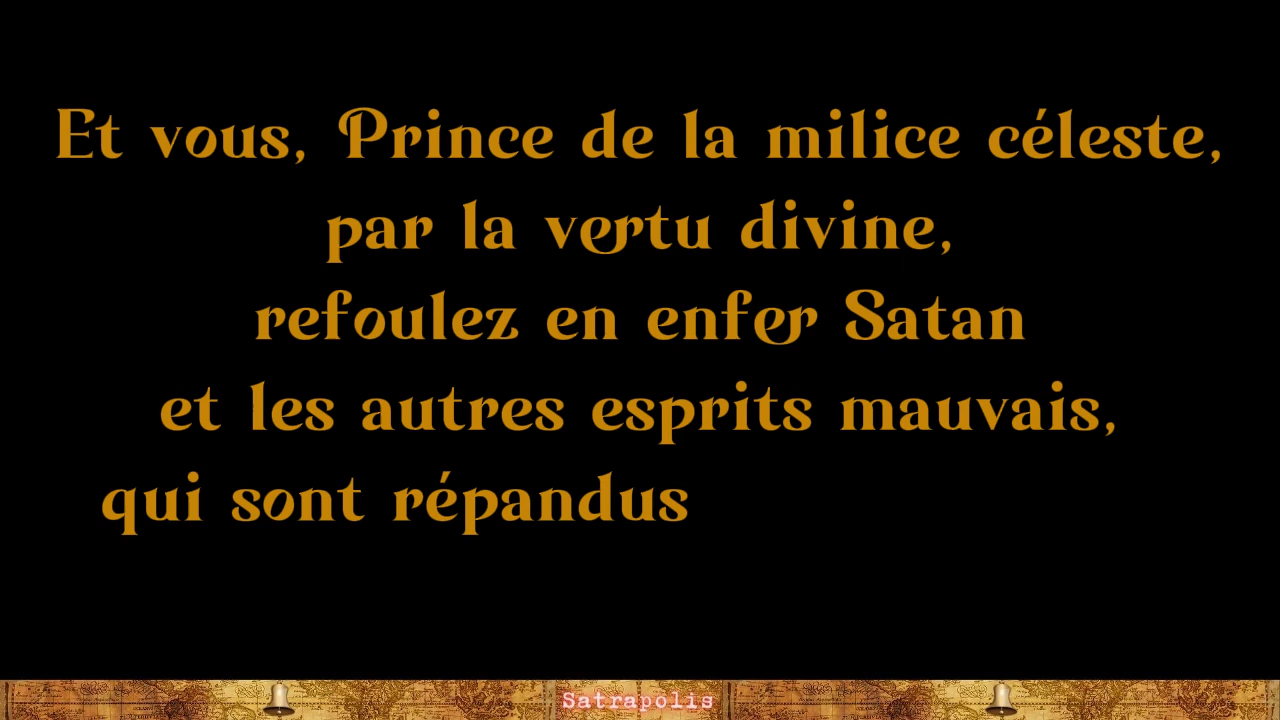 Et vous, Prince de la milice céleste,
par la vertu divine,
refoulez en enfer Satan
et les autres esprits mauvais,
qui sont répandus
Satrapolis